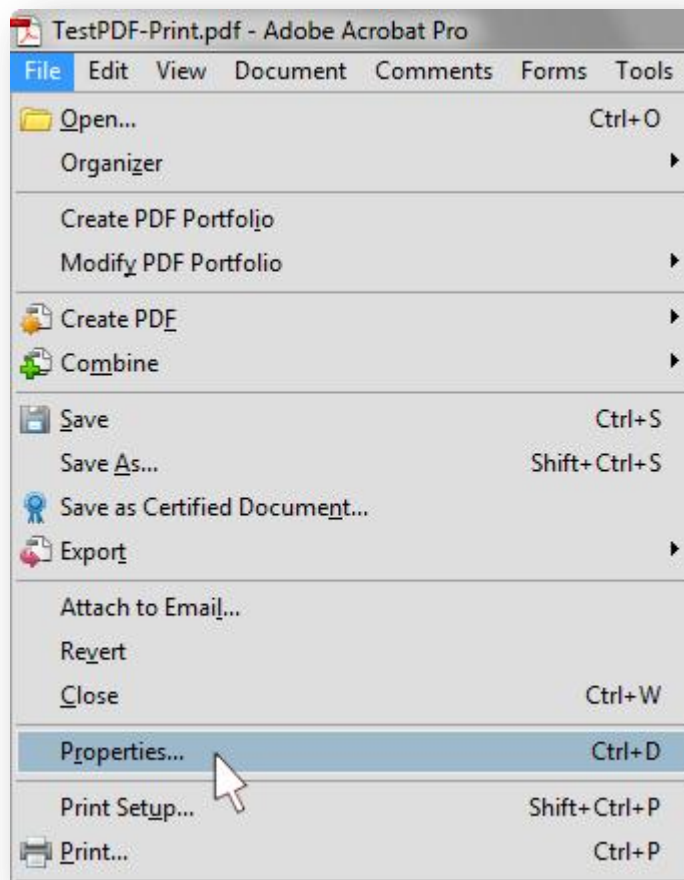 TestPDF-Print.pdf - Adobe Acrobat Pro
File Edit View Document Comments Forms Tools
Open... Ctrl+O
Organizer
Create PDF Portfolio
Modify PDF Portfolio
Create PDF
Combine
Save Ctrl+S
Save As... Shift+Ctrl+S
Save as Certified Document...
Export
Attach to Email...
Revert
Close Ctrl+W
Properties... Ctrl+D
Print Setup... Shift+Ctrl+P
Print... Ctrl+P